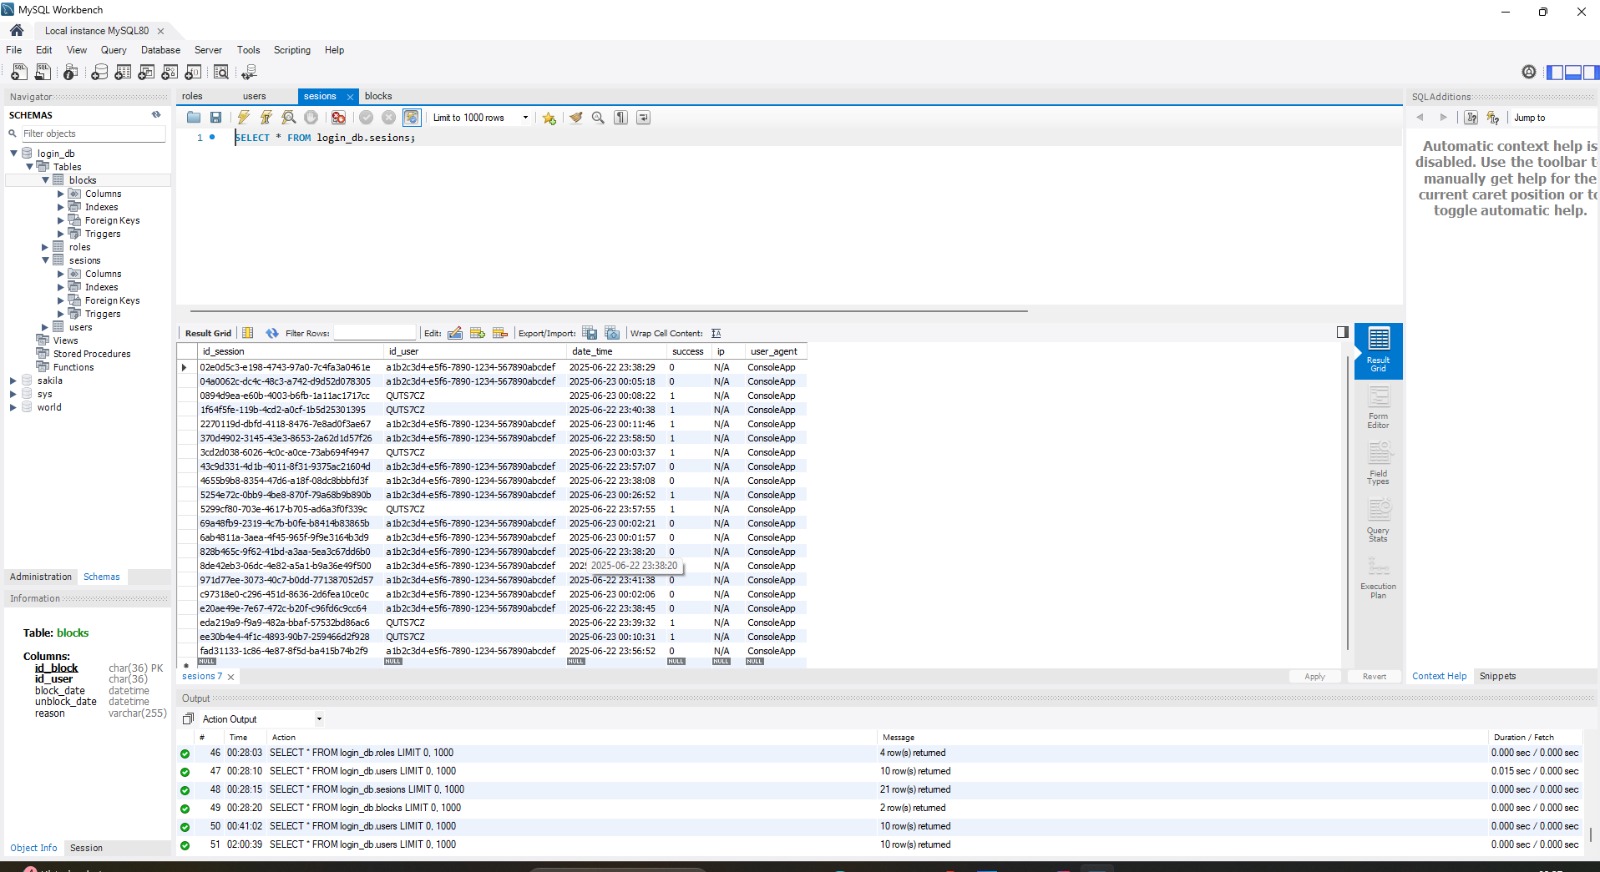 MySQL Workbench
Local instance MySQL80
File Edit View Query Database Server Tools Scripting Help
Navigator
SCHEMAS
Filter objects
login_db
Tables
blocks
Columns
Indexes
Foreign Keys
Triggers
roles
sesions
Columns
Indexes
Foreign Keys
Triggers
users
Views
Stored Procedures
Functions
sakila
sys
world
Administration Schemas
Information
Table: blocks
Columns:
id_block char(36) PK
id_user char(36)
block_date datetime
unblock_date datetime
reason varchar(255)
Object Info Session
roles users sesions blocks
Limit to 1000 rows
1 SELECT * FROM login_db.sesions;
Result Grid Filter Rows: Edit: Export/Import: Wrap Cell Content:
id_session id_user date_time success ip user_agent
02e0d5c3-e198-4743-97a0-7c4fa3a0461e a1b2c3d4-e5f6-7890-1234-567890abcdef 2025-06-22 23:38:29 0 N/A ConsoleApp
04a0062c-dc4c-48c3-a742-d9d52d078305 a1b2c3d4-e5f6-7890-1234-567890abcdef 2025-06-23 00:05:18 0 N/A ConsoleApp
0894d9ea-e60b-4003-b6fb-1a11ac1717cc QUTS7CZ 2025-06-23 00:08:22 1 N/A ConsoleApp
1f64f5fe-119b-4cd2-a0cf-1b5d25301395 QUTS7CZ 2025-06-22 23:40:38 1 N/A ConsoleApp
2270119d-dbfd-4118-8476-7e8ad0f3ae67 a1b2c3d4-e5f6-7890-1234-567890abcdef 2025-06-23 00:11:46 1 N/A ConsoleApp
370d4902-3145-43e3-8653-2a62d1d57f26 a1b2c3d4-e5f6-7890-1234-567890abcdef 2025-06-22 23:58:50 1 N/A ConsoleApp
3cd2d038-6026-4c0c-a0ce-73ab694f4947 QUTS7CZ 2025-06-23 00:03:37 1 N/A ConsoleApp
43c9d331-4d1b-4011-8f31-9375ac21604d a1b2c3d4-e5f6-7890-1234-567890abcdef 2025-06-22 23:57:07 0 N/A ConsoleApp
4655b9b8-8354-47d6-a18f-08dc8bbbfd3f a1b2c3d4-e5f6-7890-1234-567890abcdef 2025-06-22 23:38:08 0 N/A ConsoleApp
5254e72c-0bb9-4be8-870f-79a68b9b890b a1b2c3d4-e5f6-7890-1234-567890abcdef 2025-06-23 00:26:52 1 N/A ConsoleApp
5299cf80-703e-4617-b705-ad6a3f0f339c QUTS7CZ 2025-06-22 23:57:55 1 N/A ConsoleApp
69a48fb9-2319-4c7b-b0fe-b8414b83865b a1b2c3d4-e5f6-7890-1234-567890abcdef 2025-06-23 00:02:21 0 N/A ConsoleApp
6ab4811a-3aea-4f45-965f-9f9e3164b3d9 a1b2c3d4-e5f6-7890-1234-567890abcdef 2025-06-23 00:01:57 0 N/A ConsoleApp
828b465c-9f62-41bd-a3aa-5ea3c67dd6b0 a1b2c3d4-e5f6-7890-1234-567890abcdef 2025-06-22 23:38:20 0 N/A ConsoleApp
8de42eb3-06dc-4e82-a5a1-b9a36e49f500 a1b2c3d4-e5f6-7890-1234-567890abcdef 202 2025-06-22 23:38:20 N/A ConsoleApp
971d77ee-3073-40c7-b0dd-771387052d57 a1b2c3d4-e5f6-7890-1234-567890abcdef 2025-06-22 23:41:38 0 N/A ConsoleApp
c97318e0-c296-451d-8636-2d6fea10ce0c a1b2c3d4-e5f6-7890-1234-567890abcdef 2025-06-23 00:02:06 0 N/A ConsoleApp
e20ae49e-7e67-472c-b20f-c96fd6c9cc64 a1b2c3d4-e5f6-7890-1234-567890abcdef 2025-06-22 23:38:45 0 N/A ConsoleApp
eda219a9-f9a9-482a-bbaf-57532bd86ac6 QUTS7CZ 2025-06-22 23:39:32 1 N/A ConsoleApp
ee30b4e4-4f1c-4893-90b7-259466d2f928 QUTS7CZ 2025-06-23 00:10:31 1 N/A ConsoleApp
fad31133-1c86-4e87-8f5d-ba415b74b2f9 a1b2c3d4-e5f6-7890-1234-567890abcdef 2025-06-22 23:56:52 0 N/A ConsoleApp
NULL NULL NULL NULL NULL NULL
Result Grid
Form Editor
Field Types
Query Stats
Execution Plan
sesions 7 Apply Revert
Output
Action Output
# Time Action Message Duration / Fetch
46 00:28:03 SELECT * FROM login_db.roles LIMIT 0, 1000 4 row(s) returned 0.000 sec / 0.000 sec
47 00:28:10 SELECT * FROM login_db.users LIMIT 0, 1000 10 row(s) returned 0.015 sec / 0.000 sec
48 00:28:15 SELECT * FROM login_db.sesions LIMIT 0, 1000 21 row(s) returned 0.000 sec / 0.000 sec
49 00:28:20 SELECT * FROM login_db.blocks LIMIT 0, 1000 2 row(s) returned 0.000 sec / 0.000 sec
50 00:41:02 SELECT * FROM login_db.users LIMIT 0, 1000 10 row(s) returned 0.000 sec / 0.000 sec
51 02:00:39 SELECT * FROM login_db.users LIMIT 0, 1000 10 row(s) returned 0.000 sec / 0.000 sec
SQLAdditions
Jump to
Automatic context help is
disabled. Use the toolbar t
manually get help for the
current caret position or to
toggle automatic help.
Context Help Snippets